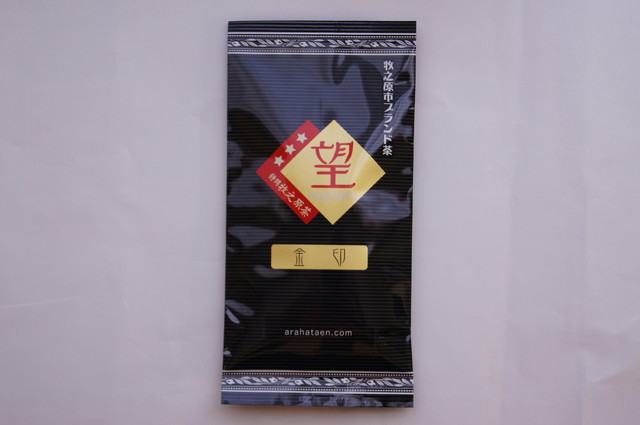 牧之原市ブランド茶
望
特選牧之原茶
金印
arahataen.com